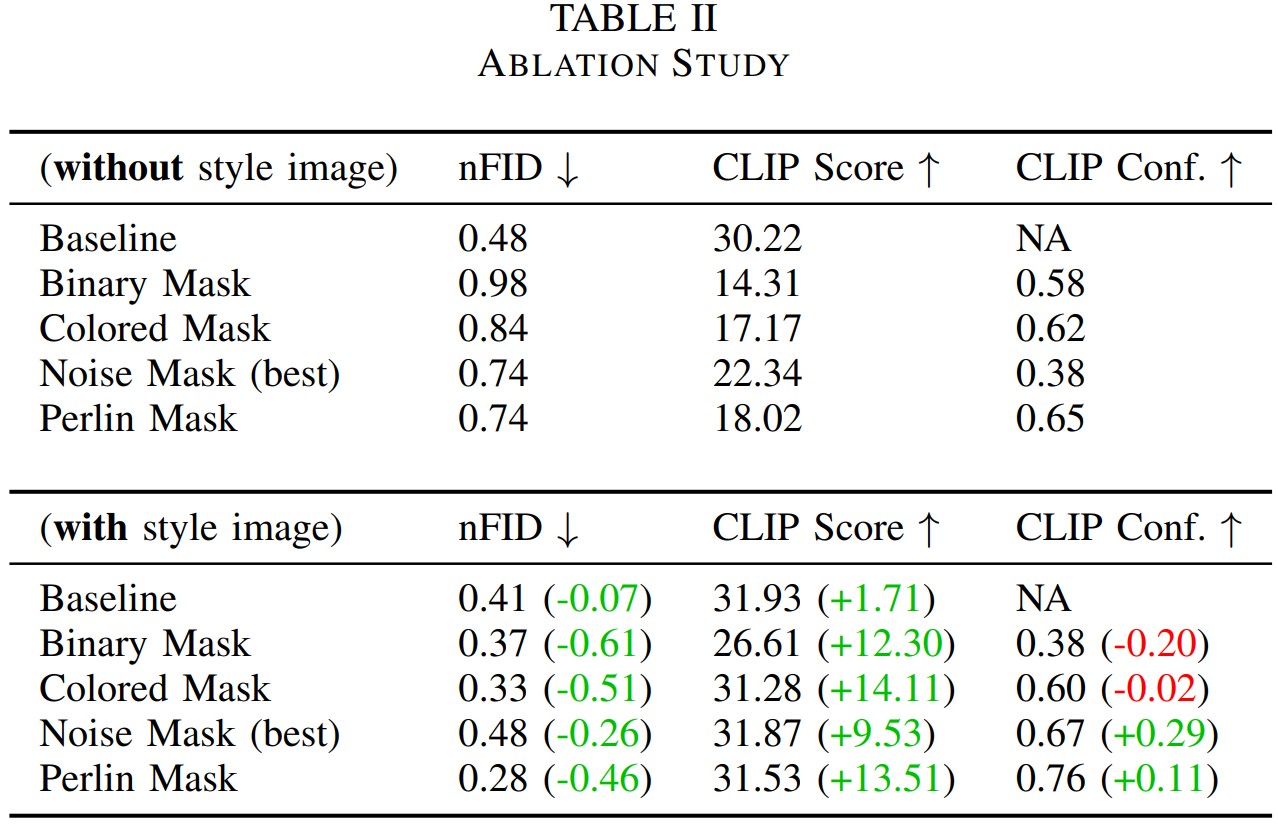 TABLE II
ABLATION STUDY
(without style image) nFID ↓ CLIP Score ↑ CLIP Conf. ↑
Baseline 0.48 30.22 NA
Binary Mask 0.98 14.31 0.58
Colored Mask 0.84 17.17 0.62
Noise Mask (best) 0.74 22.34 0.38
Perlin Mask 0.74 18.02 0.65
(with style image) nFID ↓ CLIP Score ↑ CLIP Conf. ↑
Baseline 0.41 (-0.07) 31.93 (+1.71) NA
Binary Mask 0.37 (-0.61) 26.61 (+12.30) 0.38 (-0.20)
Colored Mask 0.33 (-0.51) 31.28 (+14.11) 0.60 (-0.02)
Noise Mask (best) 0.48 (-0.26) 31.87 (+9.53) 0.67 (+0.29)
Perlin Mask 0.28 (-0.46) 31.53 (+13.51) 0.76 (+0.11)